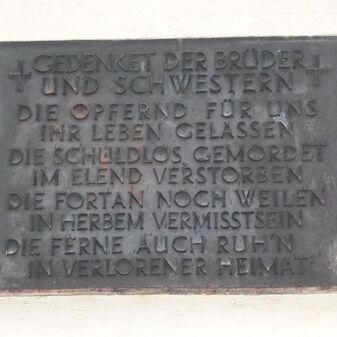 GEDENKET DER BRÜDER
UND SCHWESTERN
DIE OPFERND FÜR UNS
IHR LEBEN GELASSEN
DIE SCHULDLOS GEMORDET
IM ELEND VERSTORBEN
DIE FORTAN NOCH WEILEN
IN HERBEM VERMISSTSEIN
DIE FERNE AUCH RUH'N
IN VERLORENER HEIMAT!